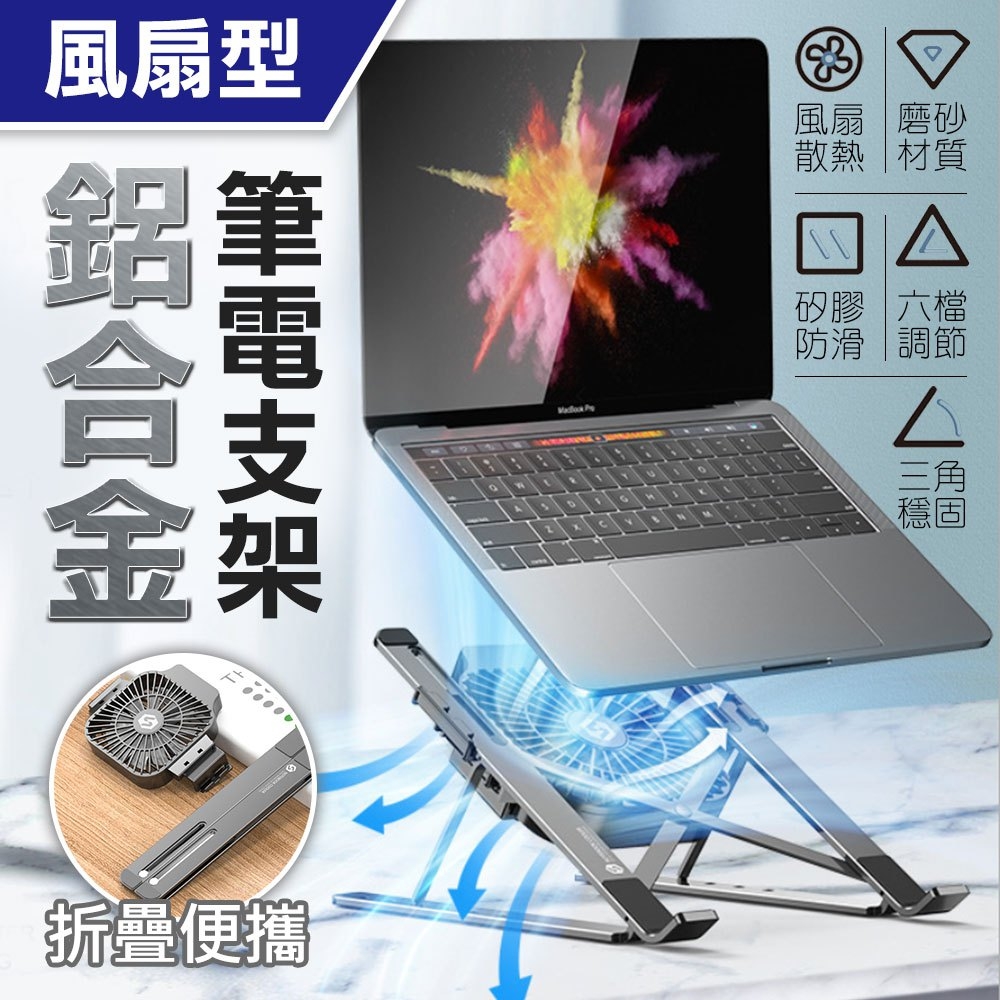 風扇型
鋁合金
筆電支架
風扇
散熱
磨砂
材質
矽膠
防滑
六檔
調節
三角
穩固
MacBook Pro
折疊便攜